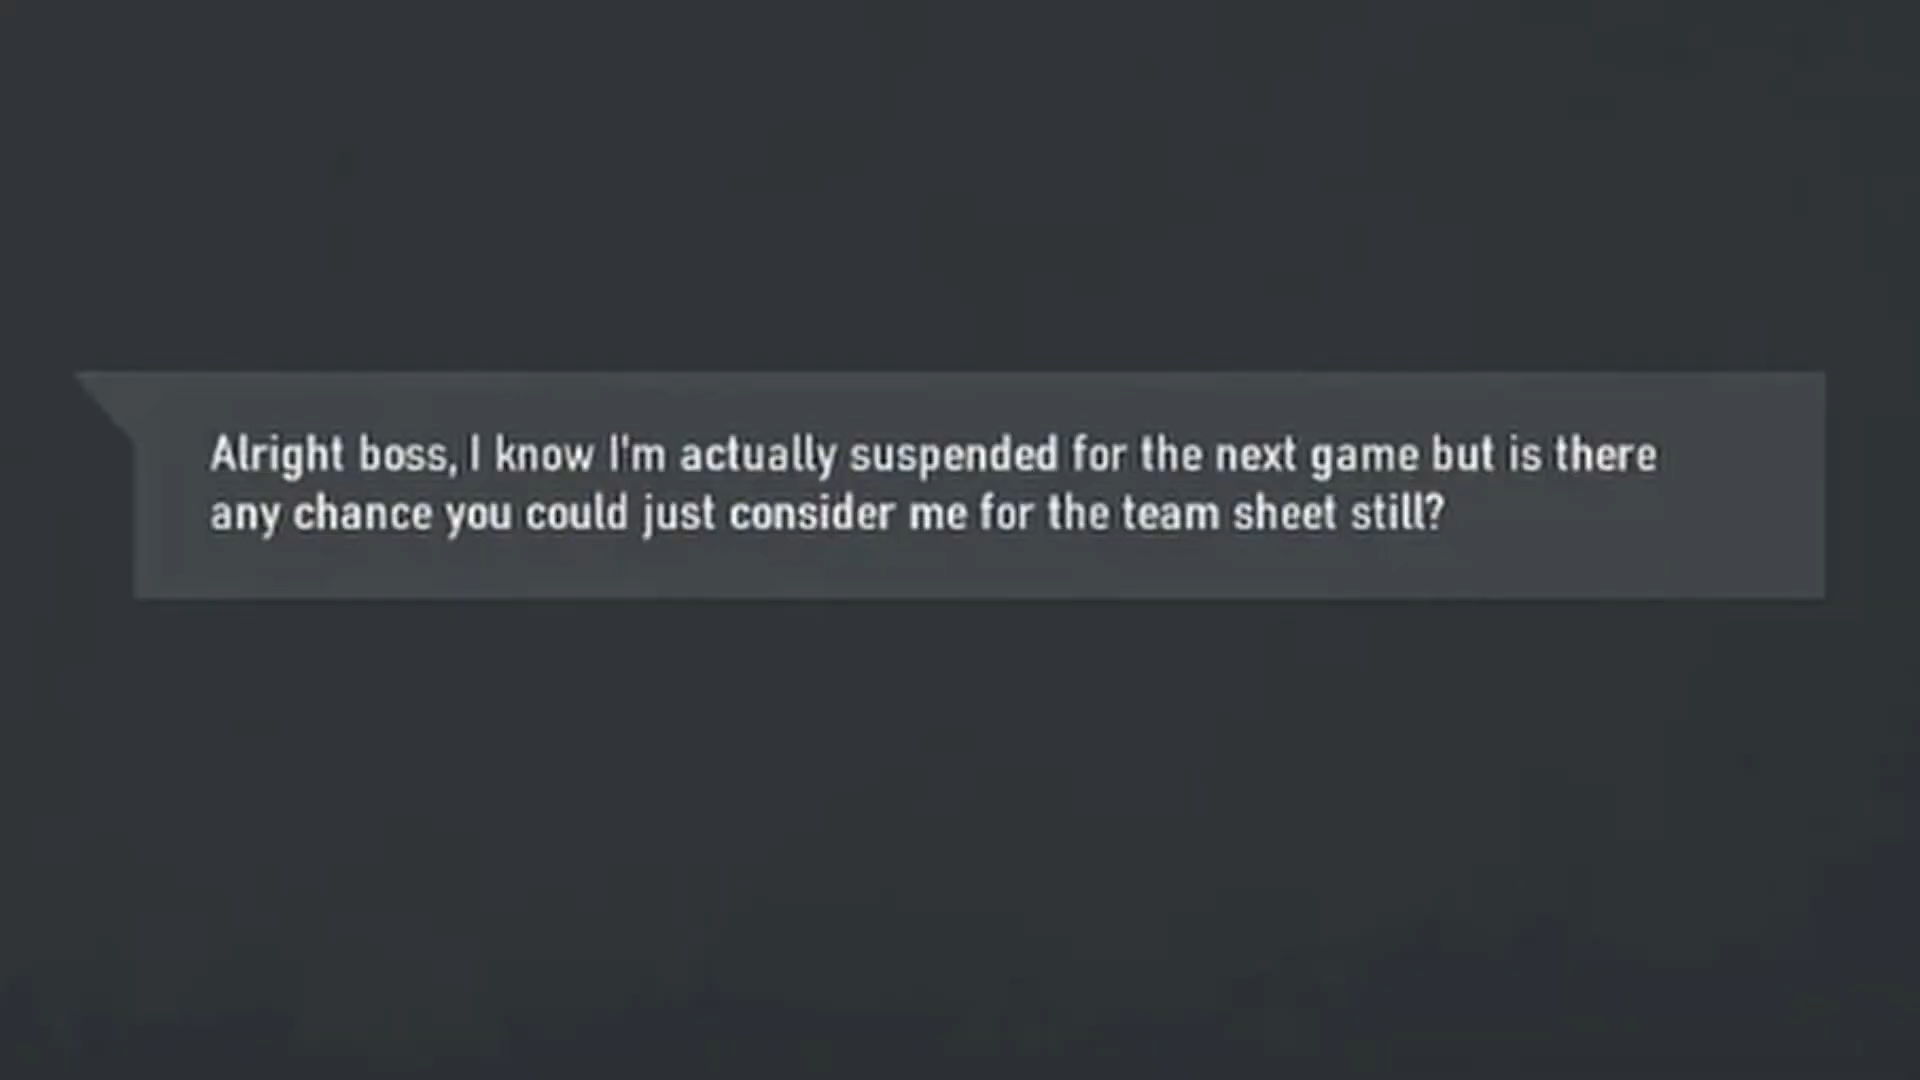 Alright boss, I know I'm actually suspended for the next game but is there
any chance you could just consider me for the team sheet still?